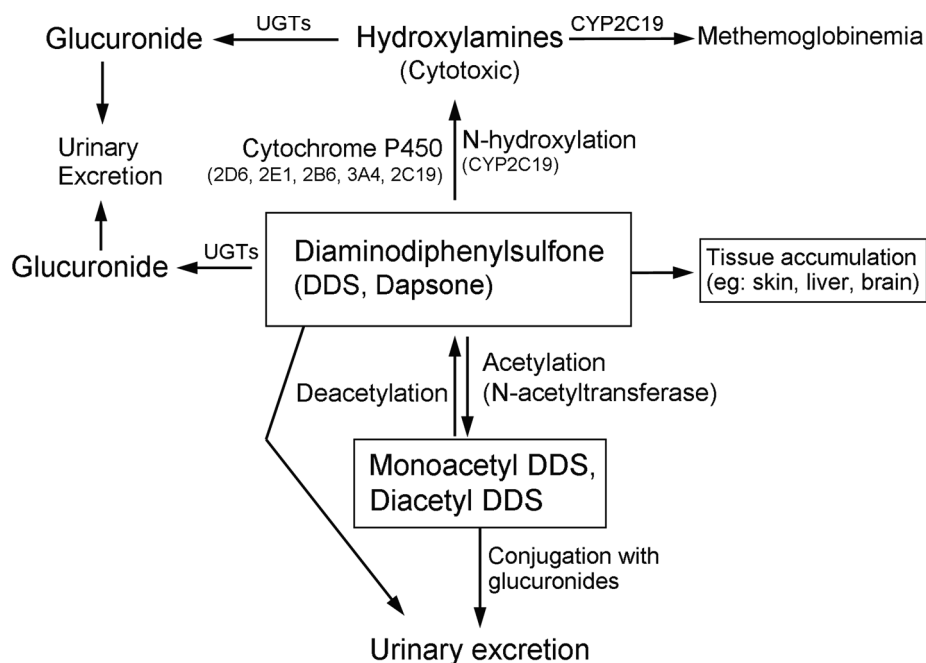 Glucuronide
UGTs
Hydroxylamines
(Cytotoxic)
CYP2C19
Methemoglobinemia
Urinary
Excretion
Cytochrome P450
(2D6, 2E1, 2B6, 3A4, 2C19)
N-hydroxylation
(CYP2C19)
Glucuronide
UGTs
Diaminodiphenylsulfone
(DDS, Dapsone)
Tissue accumulation
(eg: skin, liver, brain)
Deacetylation
Acetylation
(N-acetyltransferase)
Monoacetyl DDS,
Diacetyl DDS
Conjugation with
glucuronides
Urinary excretion